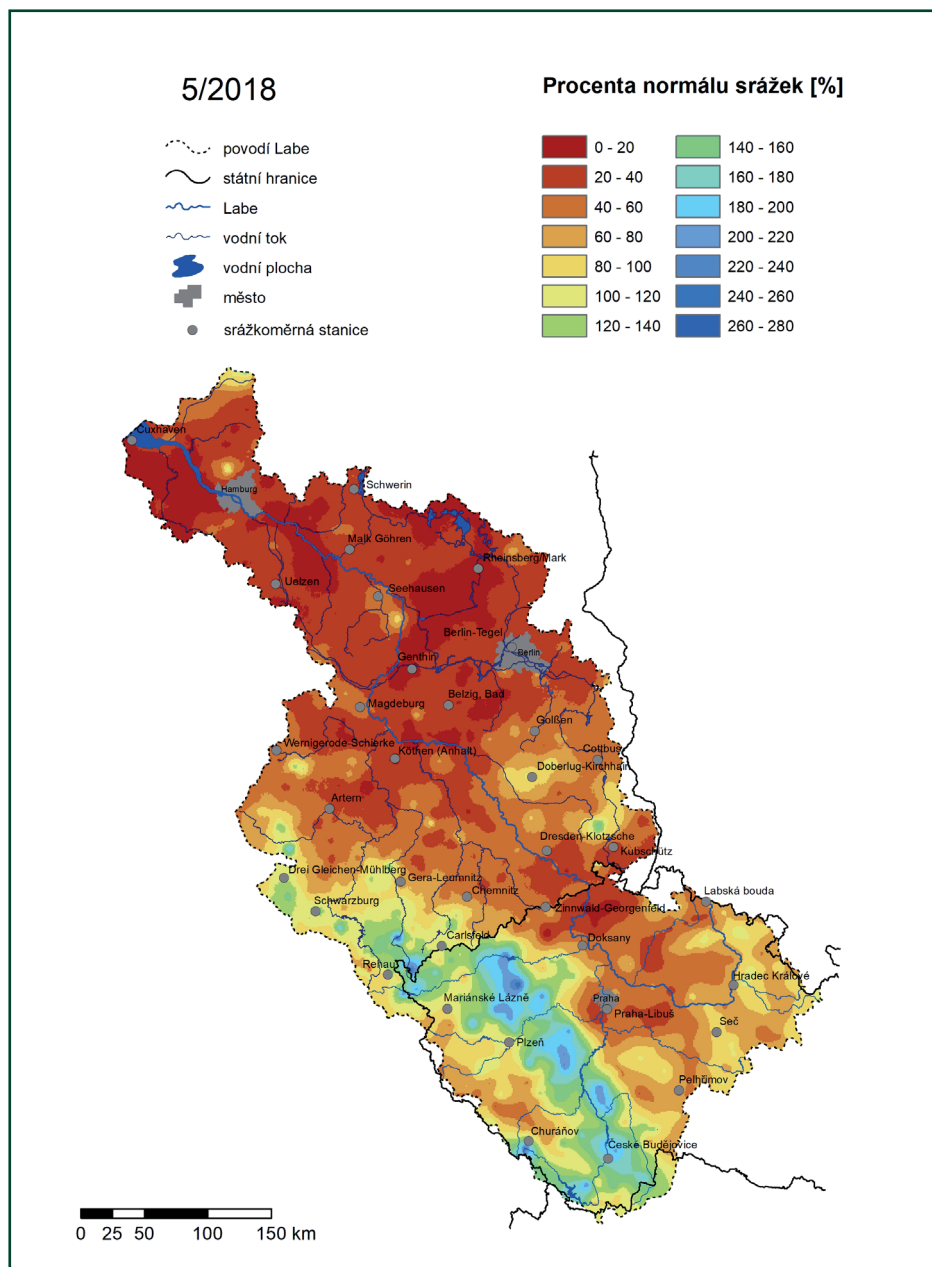 5/2018
Procenta normálu srážek [%]
povodí Labe
státní hranice
Labe
vodní tok
vodní plocha
město
srážkoměrná stanice
0 - 20
20 - 40
40 - 60
60 - 80
80 - 100
100 - 120
120 - 140
140 - 160
160 - 180
180 - 200
200 - 220
220 - 240
240 - 260
260 - 280
Cuxhaven
Hamburg
Schwerin
Malk Göhren
Rheinsberg/Mark
Uelzen
Seehausen
Berlin-Tegel
Berlin
Genthin
Belzig, Bad
Magdeburg
Golßen
Wernigerode-Schierke
Cottbus
Köthen (Anhalt)
Doberlug-Kirchhain
Artern
Dresden-Klotzsche
Kubschütz
Drei Gleichen-Mühlberg
Gera-Leumnitz
Chemnitz
Labská bouda
Schwarzburg
Zinnwald-Georgenfeld
Carlsfeld
Doksany
Rehau
Hradec Králové
Mariánské Lázně
Praha
Praha-Libuš
Seč
Plzeň
Pelhřimov
Churáňov
České Budějovice
0 25 50 100 150 km